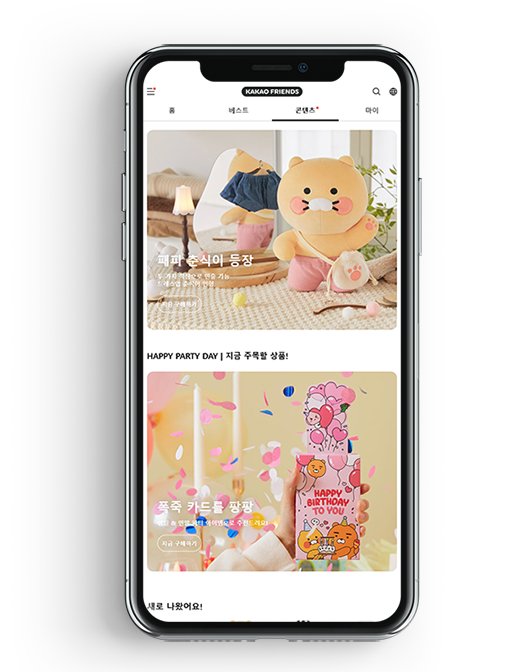 KAKAO FRIENDS
홈 베스트 콘텐츠 마이
패피 춘식이 등장
지금 구매하기
HAPPY PARTY DAY | 지금 주목할 상품!
HAPPY
BIRTHDAY
TO YOU
폭죽 카드를 팡팡
지금 구매하기
새로 나왔어요!